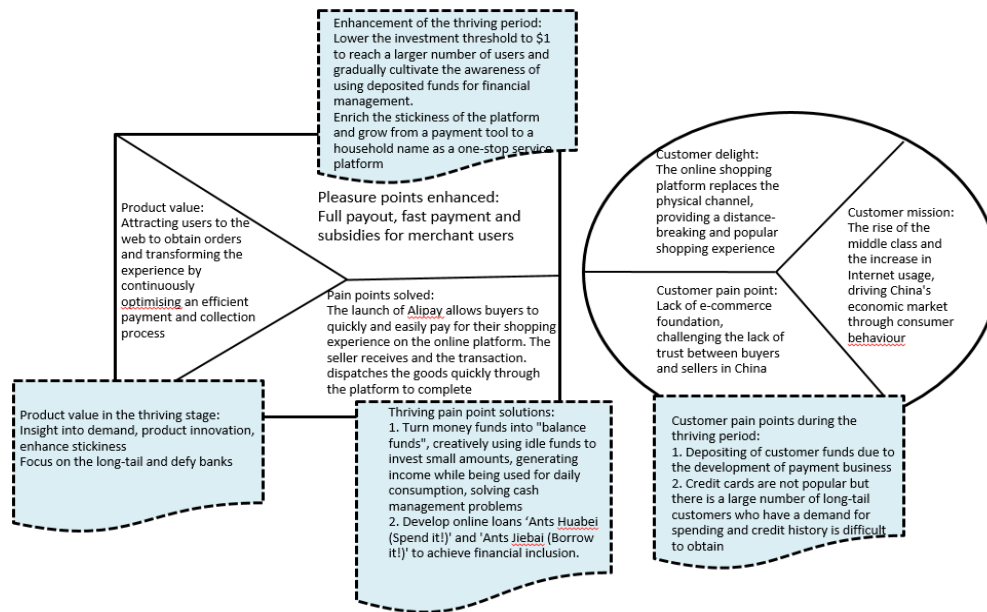 Enhancement of the thriving period:
Lower the investment threshold to $1
to reach a larger number of users and
gradually cultivate the awareness of
using deposited funds for financial
management.
Enrich the stickiness of the platform
and grow from a payment tool to a
household name as a one-stop service
platform
Pleasure points enhanced:
Full payout, fast payment and
subsidies for merchant users
Product value:
Attracting users to the
web to obtain orders
and transforming the
experience by
continuously
optimising an efficient
payment and collection
process
Pain points solved:
The launch of Alipay allows buyers to
quickly and easily pay for their shopping
experience on the online platform. The
seller receives and the transaction.
dispatches the goods quickly through
the platform to complete
Product value in the thriving stage:
Insight into demand, product innovation,
enhance stickiness
Focus on the long-tail and defy banks
Thriving pain point solutions:
1. Turn money funds into "balance
funds", creatively using idle funds to
invest small amounts, generating
income while being used for daily
consumption, solving cash
management problems
2. Develop online loans ‘Ants Huabei
(Spend it!)' and 'Ants Jiebai (Borrow
it!)' to achieve financial inclusion.
Customer delight:
The online shopping
platform replaces the
physical channel,
providing a distance-
breaking and popular
shopping experience
Customer mission:
The rise of the
middle class and
the increase in
Internet usage,
driving China's
economic market
through consumer
behaviour
Customer pain point:
Lack of e-commerce
foundation,
challenging the lack of
trust between buyers
and sellers in China
Customer pain points during the
thriving period:
1. Depositing of customer funds due to
the development of payment business
2. Credit cards are not popular but
there is a large number of long-tail
customers who have a demand for
spending and credit history is difficult
to obtain